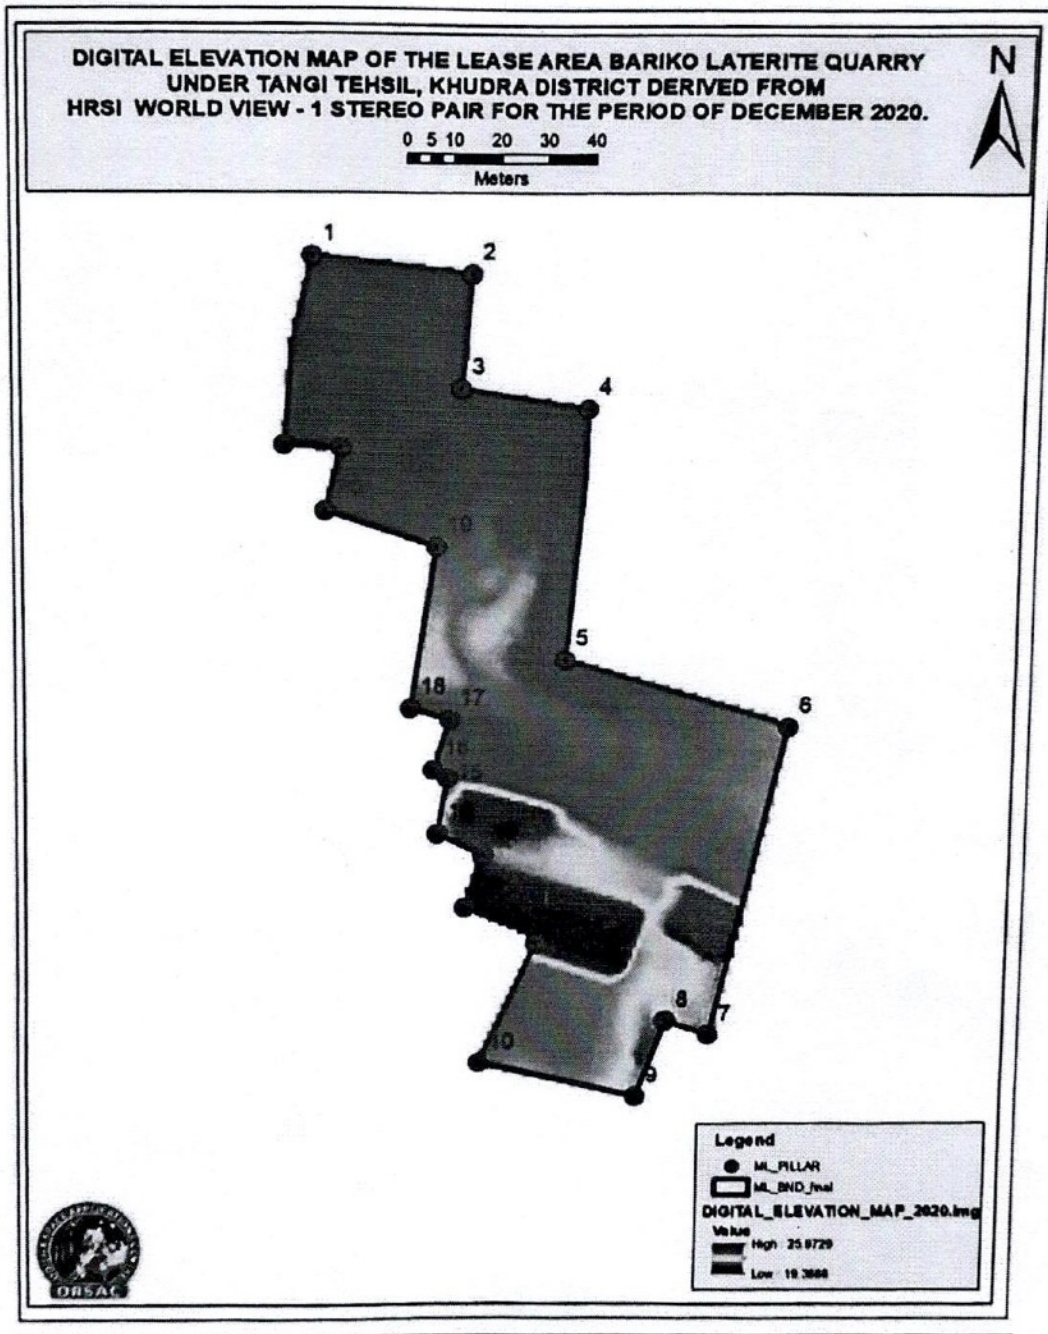 DIGITAL ELEVATION MAP OF THE LEASE AREA BARIKO LATERITE QUARRY
UNDER TANGI TEHSIL, KHUDRA DISTRICT DERIVED FROM
HRSI WORLD VIEW - 1 STEREO PAIR FOR THE PERIOD OF DECEMBER 2020.
N
0 5 10 20 30 40
Meters
1
2
3
4
19
5
18
17
6
16
15
8
7
10
9
Legend
ML_PILLAR
ML_BND_final
DIGITAL_ELEVATION_MAP_2020.img
Value
High : 25.8729
Low :
ORSAC